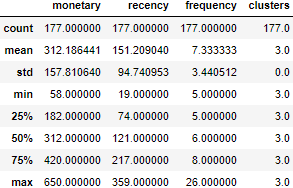 monetary recency frequency clusters
count 177.000000 177.000000 177.000000 177.0
mean 312.186441 151.209040 7.333333 3.0
std 157.810640 94.740953 3.440512 0.0
min 58.000000 19.000000 5.000000 3.0
25% 182.000000 74.000000 5.000000 3.0
50% 312.000000 121.000000 6.000000 3.0
75% 420.000000 217.000000 8.000000 3.0
max 650.000000 359.000000 26.000000 3.0